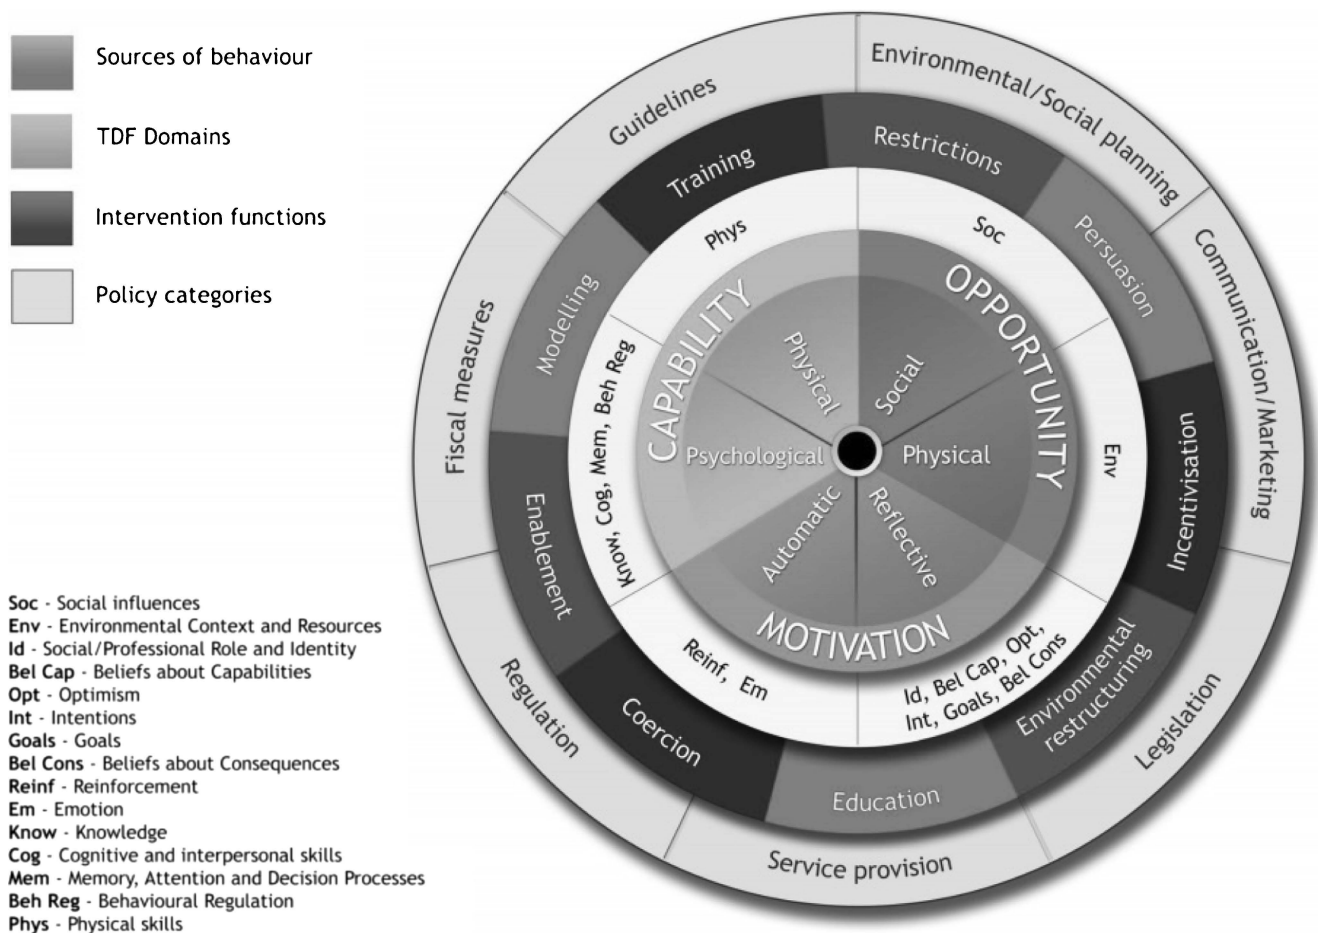 Sources of behaviour
TDF Domains
Intervention functions
Policy categories
Guidelines
Environmental/Social planning
Communication/Marketing
Legislation
Service provision
Regulation
Fiscal measures
Training
Restrictions
Persuasion
Incentivisation
Environmental
restructuring
Education
Coercion
Enablement
Modelling
Phys
Soc
Env
Id, Bel Cap, Opt,
Int, Goals, Bel Cons
Reinf, Em
Know, Cog, Mem, Beh Reg
CAPABILITY
OPPORTUNITY
MOTIVATION
Physical
Social
Physical
Reflective
Automatic
Psychological
Soc - Social influences
Env - Environmental Context and Resources
Id - Social/Professional Role and Identity
Bel Cap - Beliefs about Capabilities
Opt - Optimism
Int - Intentions
Goals - Goals
Bel Cons - Beliefs about Consequences
Reinf - Reinforcement
Em - Emotion
Know - Knowledge
Cog - Cognitive and interpersonal skills
Mem - Memory, Attention and Decision Processes
Beh Reg - Behavioural Regulation
Phys - Physical skills